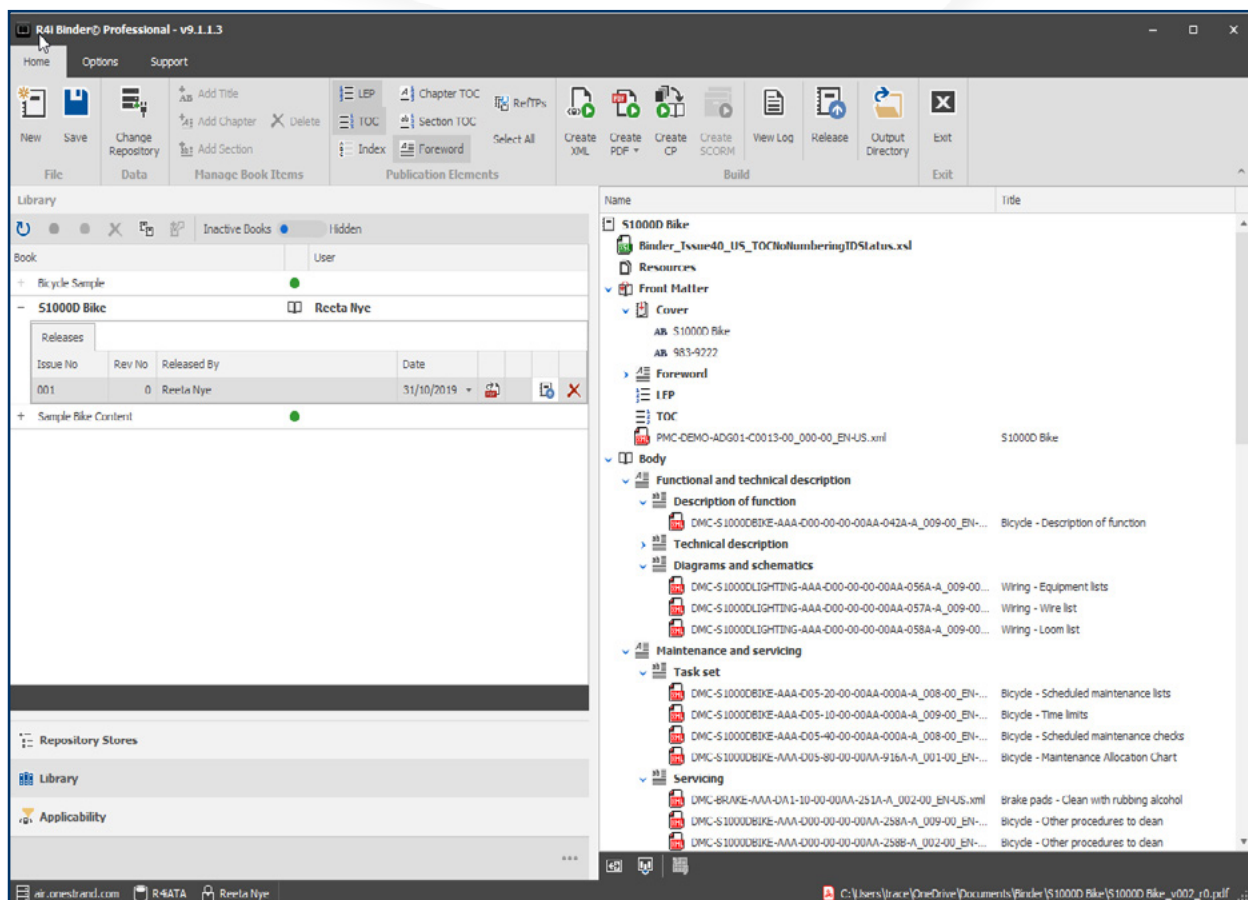 R4i Binder© Professional - v9.1.1.3
Home Options Support
New Save Change Repository Add Title Add Chapter Delete Add Section LEP TOC Index Chapter TOC Section TOC Foreword RefTPs Select All Create XML Create PDF Create CP Create SCORM View Log Release Output Directory Exit
File Data Manage Book Items Publication Elements Build Exit
Library
Inactive Books Hidden
Book User
Bicycle Sample
S1000D Bike Reeta Nye
Releases
Issue No Rev No Released By Date
001 0 Reeta Nye 31/10/2019
Sample Bike Content
Repository Stores
Library
Applicability
Name Title
S1000D Bike
Binder_Issue40_US_TOCNoNumberingIDStatus.xsl
Resources
Front Matter
Cover
AB S1000D Bike
AB 983-9222
Foreword
LEP
TOC
PMC-DEMO-ADG01-C0013-00_000-00_EN-US.xml S1000D Bike
Body
Functional and technical description
Description of function
DMC-S1000DBIKE-AAA-D00-00-00-00AA-042A-A_009-00_EN-... Bicycle - Description of function
Technical description
Diagrams and schematics
DMC-S1000DLIGHTING-AAA-D00-00-00-00AA-056A-A_009-00... Wiring - Equipment lists
DMC-S1000DLIGHTING-AAA-D00-00-00-00AA-057A-A_009-00... Wiring - Wire list
DMC-S1000DLIGHTING-AAA-D00-00-00-00AA-058A-A_009-00... Wiring - Loom list
Maintenance and servicing
Task set
DMC-S1000DBIKE-AAA-D05-20-00-00AA-000A-A_008-00_EN-... Bicycle - Scheduled maintenance lists
DMC-S1000DBIKE-AAA-D05-10-00-00AA-000A-A_009-00_EN-... Bicycle - Time limits
DMC-S1000DBIKE-AAA-D05-40-00-00AA-000A-A_008-00_EN-... Bicycle - Scheduled maintenance checks
DMC-S1000DBIKE-AAA-D05-80-00-00AA-916A-A_001-00_EN-... Bicycle - Maintenance Allocation Chart
Servicing
DMC-BRAKE-AAA-DA1-10-00-00AA-251A-A_002-00_EN-US.xml Brake pads - Clean with rubbing alcohol
DMC-S1000DBIKE-AAA-D00-00-00-00AA-258A-A_009-00_EN-... Bicycle - Other procedures to clean
DMC-S1000DBIKE-AAA-D00-00-00-00AA-258B-A_002-00_EN-... Bicycle - Other procedures to clean
air.onestrand.com R4iATA Reeta Nye C:\Users\trace\OneDrive\Documents\Binder\S1000D Bike\S1000D Bike_v002_r0.pdf